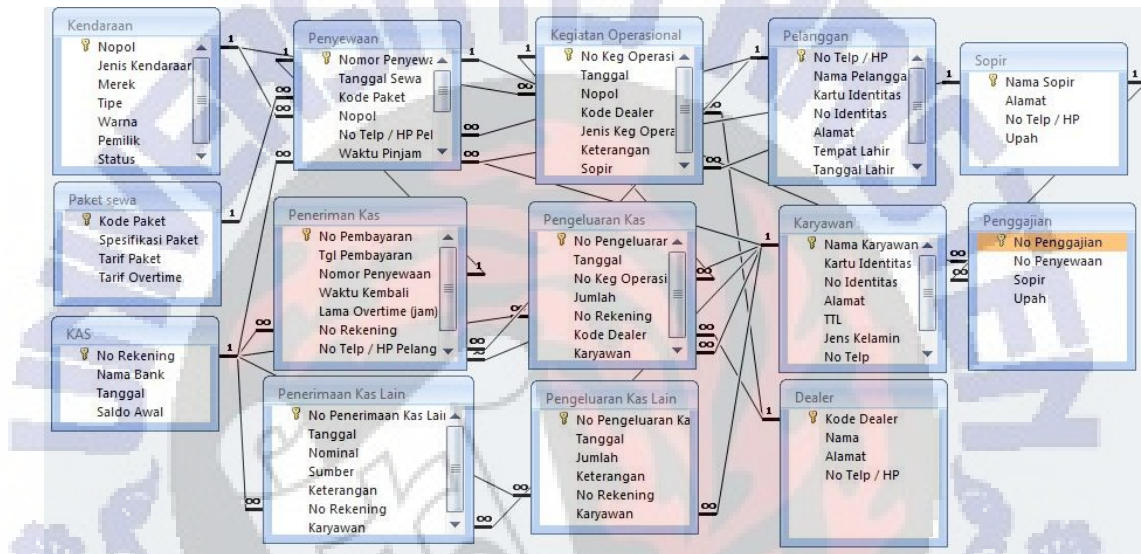 Kendaraan
Nopol
Jenis Kendaraar
Merek
Tipe
Warna
Pemilik
Status
Penyewaan
Nomor Penyewa
Tanggal Sewa
Kode Paket
Nopol
No Telp / HP Pel
Waktu Pinjam
Kegiatan Operasional
No Keg Operasi
Tanggal
Nopol
Kode Dealer
Jenis Keg Opera
Keterangan
Sopir
Pelanggan
No Telp / HP
Nama Pelangga
Kartu Identitas
No Identitas
Alamat
Tempat Lahir
Tanggal Lahir
Sopir
Nama Sopir
Alamat
No Telp / HP
Upah
Paket sewa
Kode Paket
Spesifikasi Paket
Tarif Paket
Tarif Overtime
Peneriman Kas
No Pembayaran
Tgl Pembayaran
Nomor Penyewaan
Waktu Kembali
Lama Overtime (jam)
No Rekening
No Telp / HP Pelang
Pengeluaran Kas
No Pengeluarar
Tanggal
No Keg Operasi
Jumlah
No Rekening
Kode Dealer
Karyawan
Karyawan
Nama Karyawan
Kartu Identitas
No Identitas
Alamat
TTL
Jens Kelamin
No Telp
Penggajian
No Penggajian
No Penyewaan
Sopir
Upah
KAS
No Rekening
Nama Bank
Tanggal
Saldo Awal
Penerimaan Kas Lain
No Penerimaan Kas Lain
Tanggal
Nominal
Sumber
Keterangan
No Rekening
Karyawan
Pengeluaran Kas Lain
No Pengeluaran Ka
Tanggal
Jumlah
Keterangan
No Rekening
Karyawan
Dealer
Kode Dealer
Nama
Alamat
No Telp / HP